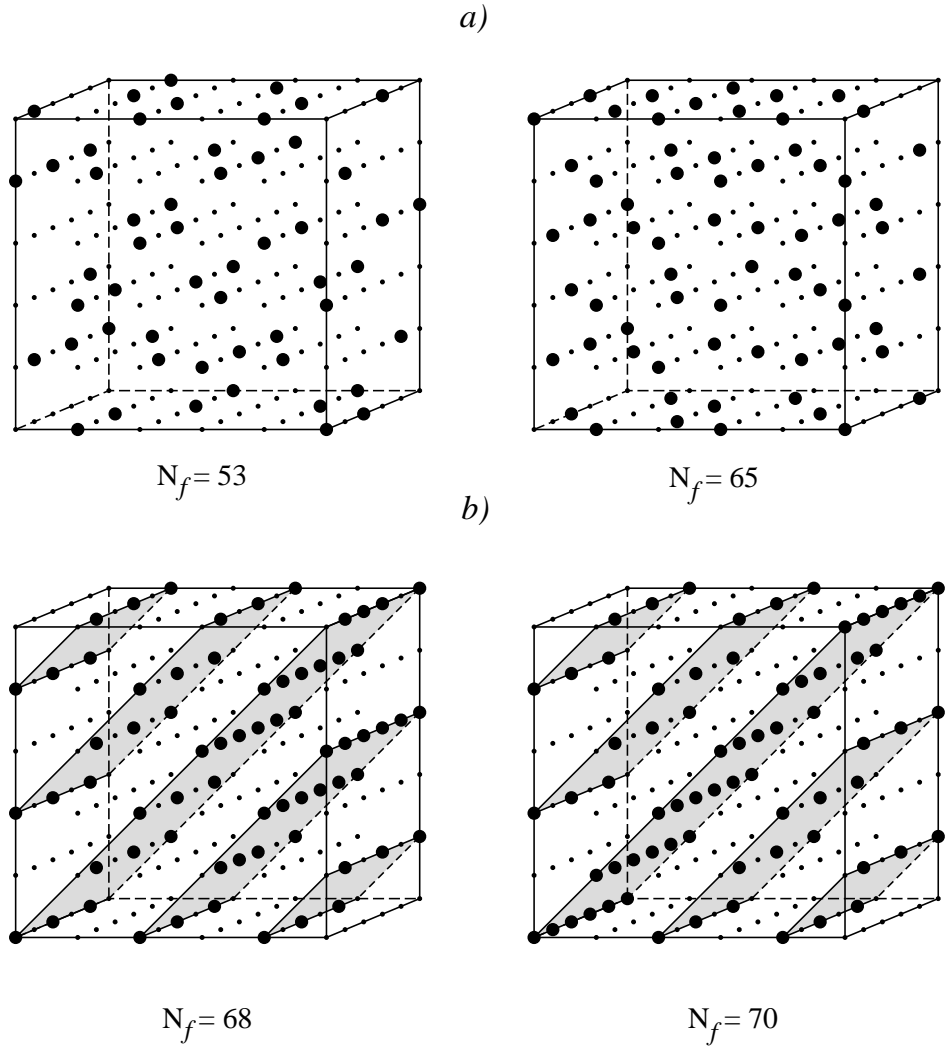 a)
N_f = 53
N_f = 65
b)
N_f = 68
N_f = 70